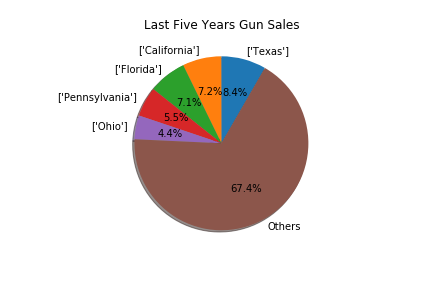 Last Five Years Gun Sales
['California']
['Texas']
['Florida']
7.2%
8.4%
7.1%
['Pennsylvania']
5.5%
['Ohio']
4.4%
67.4%
Others